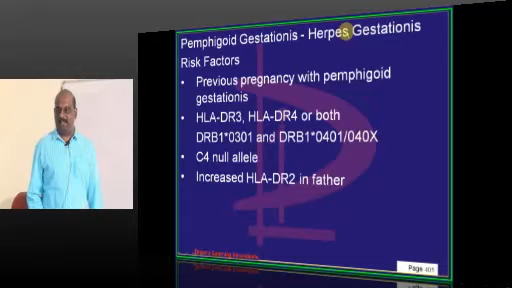 Pemphigoid Gestationis - Herpes Gestationis
Risk Factors
• Previous pregnancy with pemphigoid
gestationis
• HLA-DR3, HLA-DR4 or both
DRB1*0301 and DRB1*0401/040X
• C4 null allele
• Increased HLA-DR2 in father
Page 401